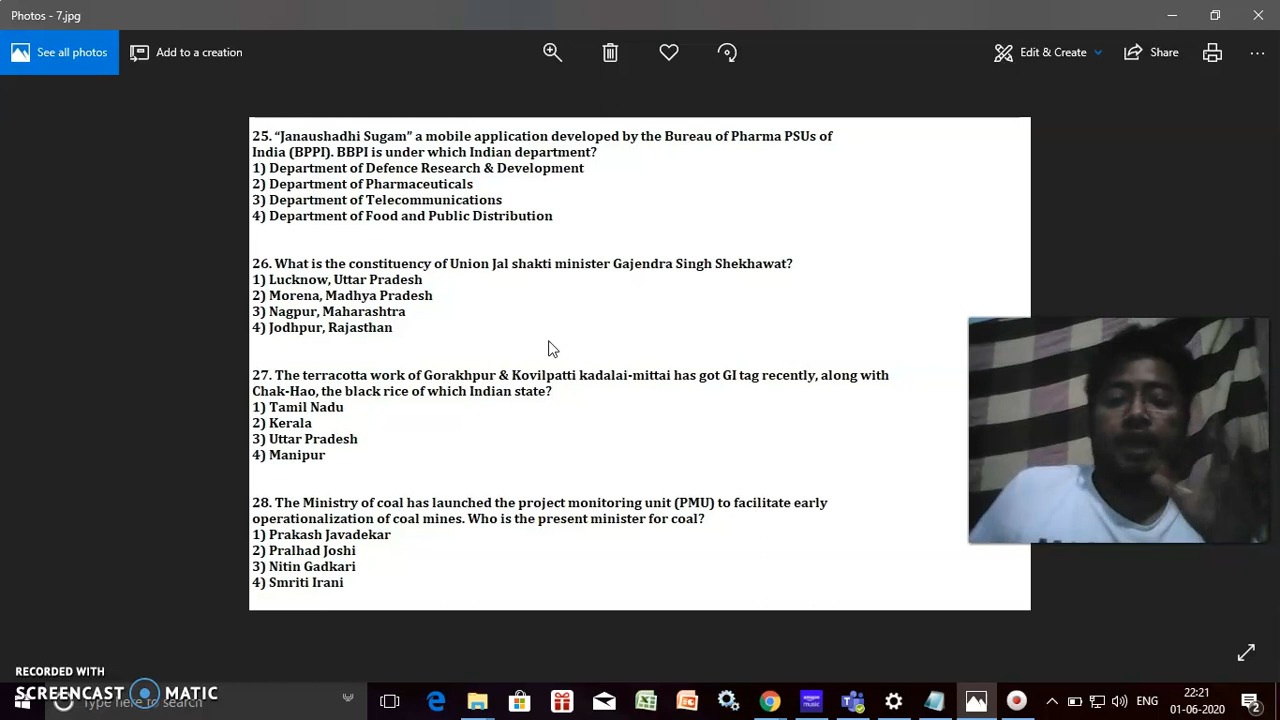 Photos - 7.jpg
See all photos
Add to a creation
Edit & Create
Share
25. “Janaushadhi Sugam” a mobile application developed by the Bureau of Pharma PSUs of
India (BPPI). BBPI is under which Indian department?
1) Department of Defence Research & Development
2) Department of Pharmaceuticals
3) Department of Telecommunications
4) Department of Food and Public Distribution
26. What is the constituency of Union Jal shakti minister Gajendra Singh Shekhawat?
1) Lucknow, Uttar Pradesh
2) Morena, Madhya Pradesh
3) Nagpur, Maharashtra
4) Jodhpur, Rajasthan
27. The terracotta work of Gorakhpur & Kovilpatti kadalai-mittai has got GI tag recently, along with
Chak-Hao, the black rice of which Indian state?
1) Tamil Nadu
2) Kerala
3) Uttar Pradesh
4) Manipur
28. The Ministry of coal has launched the project monitoring unit (PMU) to facilitate early
operationalization of coal mines. Who is the present minister for coal?
1) Prakash Javadekar
2) Pralhad Joshi
3) Nitin Gadkari
4) Smriti Irani
RECORDED WITH
SCREENCAST MATIC
Type here to search
amazon music
ENG
22:21
01-06-2020
2